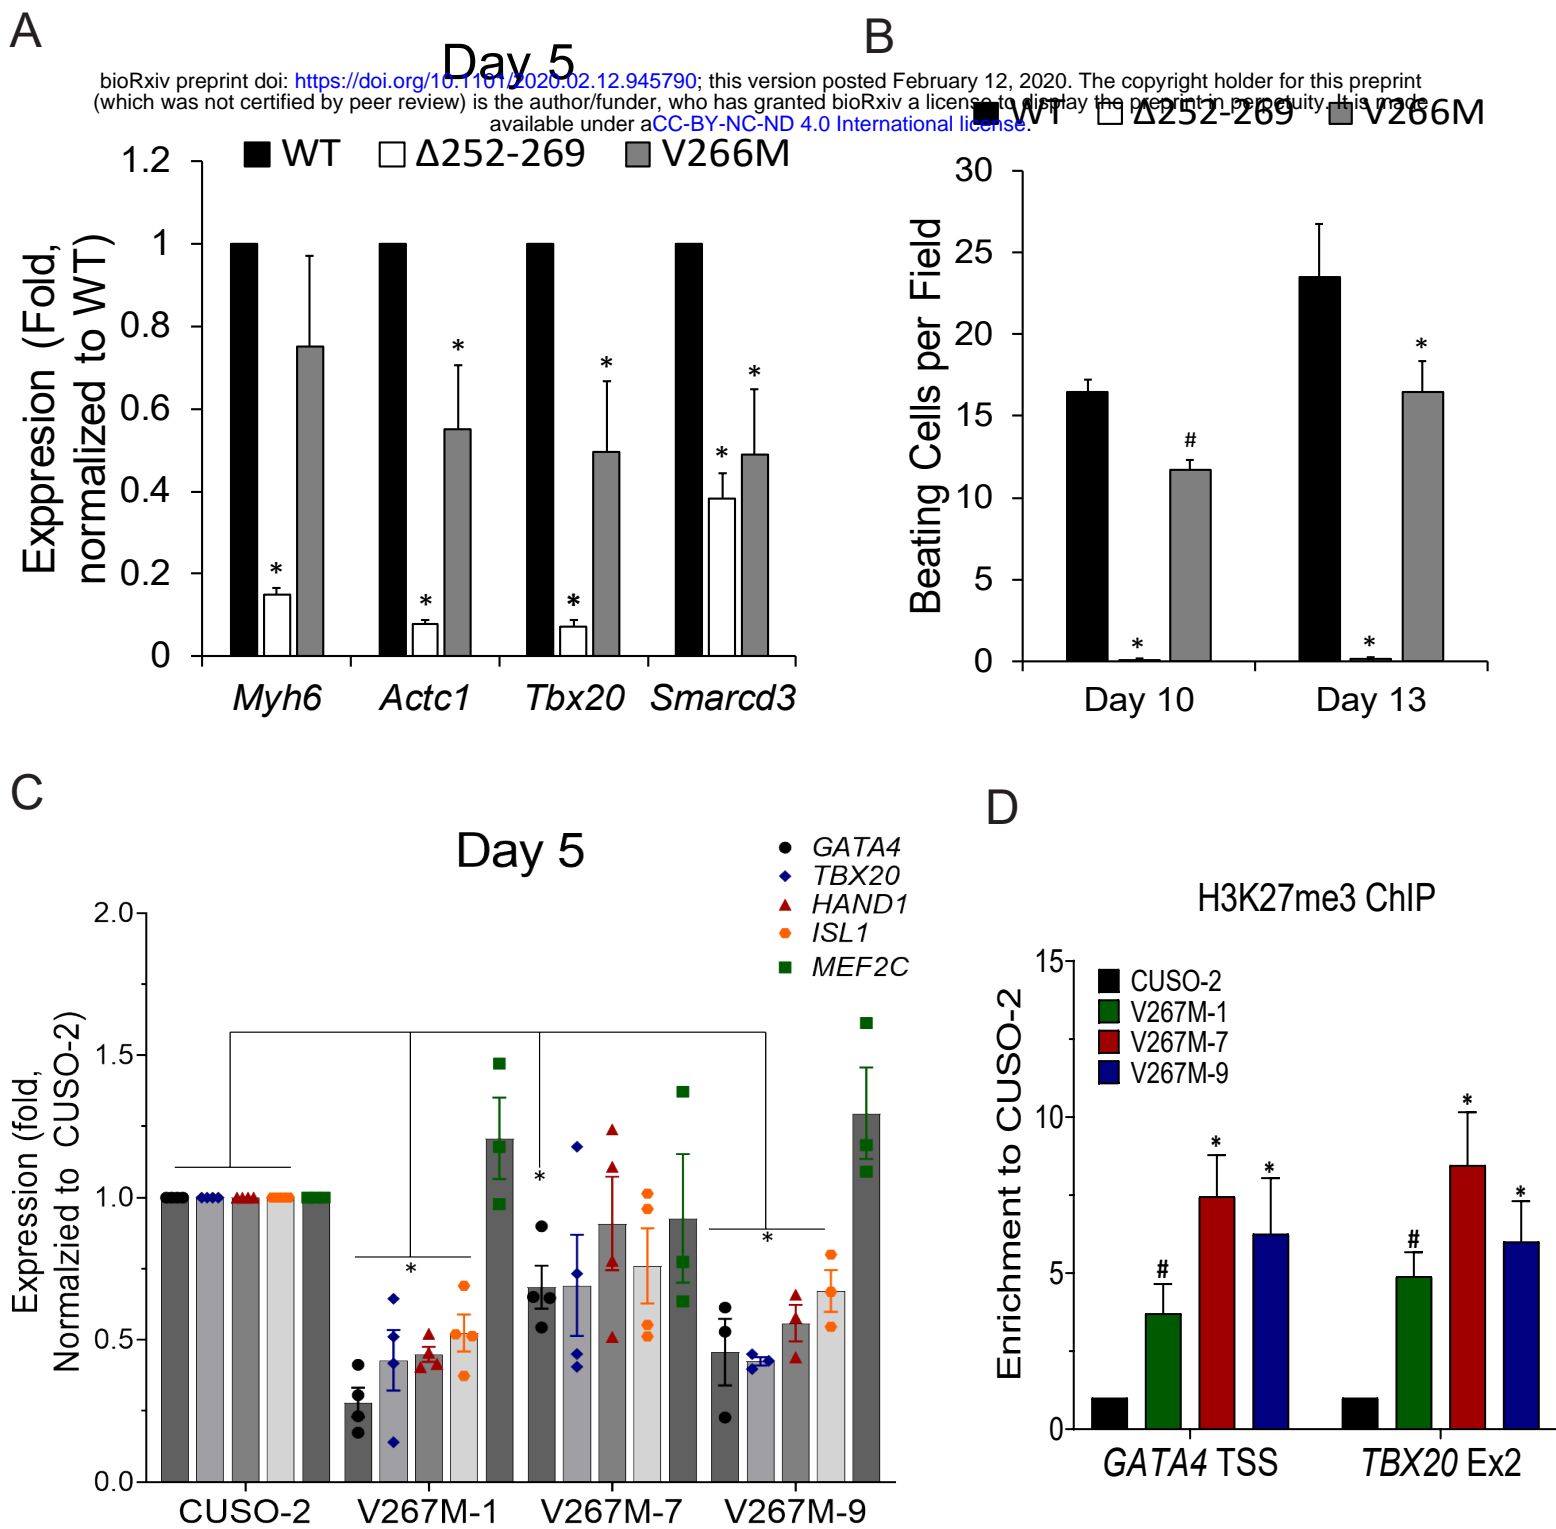 A
B
Day 5
bioRxiv preprint doi: https://doi.org/10.1101/2020.02.12.945790; this version posted February 12, 2020. The copyright holder for this preprint
(which was not certified by peer review) is the author/funder, who has granted bioRxiv a license to display the preprint in perpetuity. It is made
available under aCC-BY-NC-ND 4.0 International license.
WT Δ252-269 V266M
WT Δ252-269 V266M
Exppresion (Fold,
normalized to WT)
1.2
1
0.8
0.6
0.4
0.2
0
* * * * * * *
Myh6 Actc1 Tbx20 Smarcd3
Beating Cells per Field
30
25
20
15
10
5
0
* # * *
Day 10 Day 13
C
Day 5
GATA4
TBX20
HAND1
ISL1
MEF2C
Expression (fold,
Normalzied to CUSO-2)
2.0
1.5
1.0
0.5
0.0
* * *
CUSO-2 V267M-1 V267M-7 V267M-9
D
H3K27me3 ChIP
CUSO-2
V267M-1
V267M-7
V267M-9
Enrichment to CUSO-2
15
10
5
0
# * * # * *
GATA4 TSS TBX20 Ex2